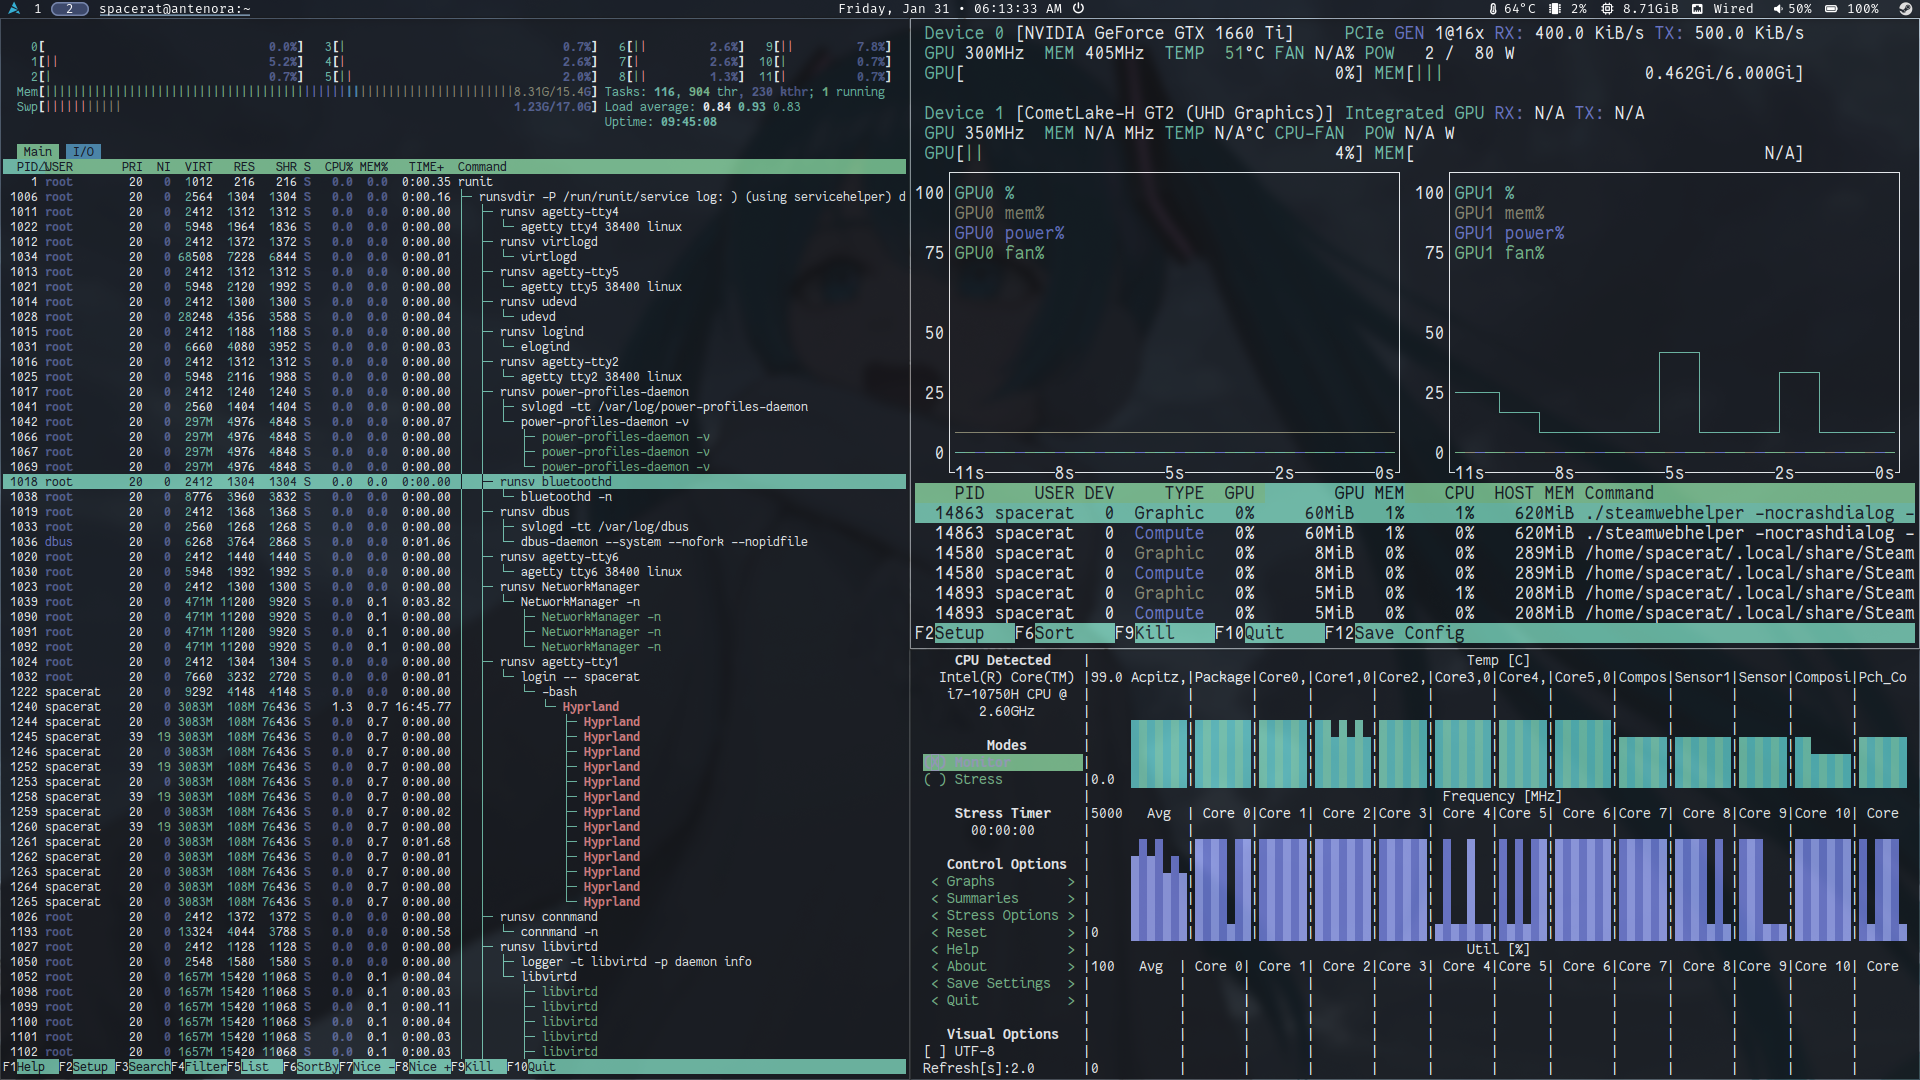 1 2 spacerat@antenora:~
Friday, Jan 31 • 06:13:33 AM
64°C 2% 8.71GiB Wired 50% 100%
0[ 0.0%] 3[| 0.7%] 6[|| 2.6%] 9[|| 7.8%]
1[|| 5.2%] 4[| 2.6%] 7[| 2.6%] 10[| 0.7%]
2[| 0.7%] 5[|| 2.0%] 8[|| 1.3%] 11[| 0.7%]
Mem[ 8.31G/15.4G] Tasks: 116, 904 thr, 230 kthr; 1 running
Swp[ 1.23G/17.0G] Load average: 0.84 0.93 0.83
Uptime: 09:45:08
Main I/O
PID△USER PRI NI VIRT RES SHR S CPU% MEM% TIME+ Command
1 root 20 0 1012 216 216 S 0.0 0.0 0:00.35 runit
1006 root 20 0 2564 1304 1304 S 0.0 0.0 0:00.16 runsvdir -P /run/runit/service log: ) (using servicehelper) d
1011 root 20 0 2412 1312 1312 S 0.0 0.0 0:00.00 runsv agetty-tty4
1022 root 20 0 5948 1964 1836 S 0.0 0.0 0:00.00 agetty tty4 38400 linux
1012 root 20 0 2412 1372 1372 S 0.0 0.0 0:00.00 runsv virtlogd
1034 root 20 0 68508 7228 6844 S 0.0 0.0 0:00.01 virtlogd
1013 root 20 0 2412 1312 1312 S 0.0 0.0 0:00.00 runsv agetty-tty5
1021 root 20 0 5948 2120 1992 S 0.0 0.0 0:00.00 agetty tty5 38400 linux
1014 root 20 0 2412 1300 1300 S 0.0 0.0 0:00.00 runsv udevd
1028 root 20 0 28248 4356 3588 S 0.0 0.0 0:00.04 udevd
1015 root 20 0 2412 1188 1188 S 0.0 0.0 0:00.00 runsv logind
1031 root 20 0 6660 4080 3952 S 0.0 0.0 0:00.03 elogind
1016 root 20 0 2412 1312 1312 S 0.0 0.0 0:00.00 runsv agetty-tty2
1025 root 20 0 5948 2116 1988 S 0.0 0.0 0:00.00 agetty tty2 38400 linux
1017 root 20 0 2412 1240 1240 S 0.0 0.0 0:00.00 runsv power-profiles-daemon
1041 root 20 0 2560 1404 1404 S 0.0 0.0 0:00.00 svlogd -tt /var/log/power-profiles-daemon
1042 root 20 0 297M 4976 4848 S 0.0 0.0 0:00.07 power-profiles-daemon -v
1066 root 20 0 297M 4976 4848 S 0.0 0.0 0:00.00 power-profiles-daemon -v
1067 root 20 0 297M 4976 4848 S 0.0 0.0 0:00.00 power-profiles-daemon -v
1069 root 20 0 297M 4976 4848 S 0.0 0.0 0:00.00 power-profiles-daemon -v
1018 root 20 0 2412 1304 1304 S 0.0 0.0 0:00.00 runsv bluetoothd
1038 root 20 0 8776 3960 3832 S 0.0 0.0 0:00.00 bluetoothd -n
1019 root 20 0 2412 1368 1368 S 0.0 0.0 0:00.00 runsv dbus
1033 root 20 0 2560 1268 1268 S 0.0 0.0 0:00.00 svlogd -tt /var/log/dbus
1036 dbus 20 0 6268 3764 2868 S 0.0 0.0 0:01.06 dbus-daemon --system --nofork --nopidfile
1020 root 20 0 2412 1440 1440 S 0.0 0.0 0:00.00 runsv agetty-tty6
1030 root 20 0 5948 1992 1992 S 0.0 0.0 0:00.00 agetty tty6 38400 linux
1023 root 20 0 2412 1300 1300 S 0.0 0.0 0:00.00 runsv NetworkManager
1039 root 20 0 471M 11200 9920 S 0.0 0.1 0:03.82 NetworkManager -n
1090 root 20 0 471M 11200 9920 S 0.0 0.1 0:00.00 NetworkManager -n
1091 root 20 0 471M 11200 9920 S 0.0 0.1 0:00.00 NetworkManager -n
1092 root 20 0 471M 11200 9920 S 0.0 0.1 0:00.00 NetworkManager -n
1024 root 20 0 2412 1304 1304 S 0.0 0.0 0:00.00 runsv agetty-tty1
1032 root 20 0 7660 3232 2720 S 0.0 0.0 0:00.01 login -- spacerat
1222 spacerat 20 0 9292 4148 4148 S 0.0 0.0 0:00.00 -bash
1240 spacerat 20 0 3083M 108M 76436 S 1.3 0.7 16:45.77 Hyprland
1244 spacerat 20 0 3083M 108M 76436 S 0.0 0.7 0:00.00 Hyprland
1245 spacerat 39 19 3083M 108M 76436 S 0.0 0.7 0:00.00 Hyprland
1246 spacerat 20 0 3083M 108M 76436 S 0.0 0.7 0:00.00 Hyprland
1252 spacerat 39 19 3083M 108M 76436 S 0.0 0.7 0:00.00 Hyprland
1253 spacerat 20 0 3083M 108M 76436 S 0.0 0.7 0:00.00 Hyprland
1258 spacerat 39 19 3083M 108M 76436 S 0.0 0.7 0:00.00 Hyprland
1259 spacerat 20 0 3083M 108M 76436 S 0.0 0.7 0:00.02 Hyprland
1260 spacerat 39 19 3083M 108M 76436 S 0.0 0.7 0:00.00 Hyprland
1261 spacerat 20 0 3083M 108M 76436 S 0.0 0.7 0:01.68 Hyprland
1262 spacerat 20 0 3083M 108M 76436 S 0.0 0.7 0:00.01 Hyprland
1263 spacerat 20 0 3083M 108M 76436 S 0.0 0.7 0:00.00 Hyprland
1264 spacerat 20 0 3083M 108M 76436 S 0.0 0.7 0:00.00 Hyprland
1265 spacerat 20 0 3083M 108M 76436 S 0.0 0.7 0:00.00 Hyprland
1026 root 20 0 2412 1372 1372 S 0.0 0.0 0:00.00 runsv connmand
1193 root 20 0 13324 4044 3788 S 0.0 0.0 0:00.58 connmand -n
1027 root 20 0 2412 1128 1128 S 0.0 0.0 0:00.00 runsv libvirtd
1050 root 20 0 2548 1580 1580 S 0.0 0.0 0:00.00 logger -t libvirtd -p daemon info
1052 root 20 0 1657M 15420 11068 S 0.0 0.1 0:00.04 libvirtd
1098 root 20 0 1657M 15420 11068 S 0.0 0.1 0:00.03 libvirtd
1099 root 20 0 1657M 15420 11068 S 0.0 0.1 0:00.11 libvirtd
1100 root 20 0 1657M 15420 11068 S 0.0 0.1 0:00.04 libvirtd
1101 root 20 0 1657M 15420 11068 S 0.0 0.1 0:00.03 libvirtd
1102 root 20 0 1657M 15420 11068 S 0.0 0.1 0:00.03 libvirtd
F1Help F2Setup F3SearchF4FilterF5List F6SortByF7Nice -F8Nice +F9Kill F10Quit
Device 0 [NVIDIA GeForce GTX 1660 Ti] PCIe GEN 1@16x RX: 400.0 KiB/s TX: 500.0 KiB/s
GPU 300MHz MEM 405MHz TEMP 51°C FAN N/A% POW 2 / 80 W
GPU[ 0%] MEM[||| 0.462Gi/6.000Gi]
Device 1 [CometLake-H GT2 (UHD Graphics)] Integrated GPU RX: N/A TX: N/A
GPU 350MHz MEM N/A MHz TEMP N/A°C CPU-FAN POW N/A W
GPU[|| 4%] MEM[ N/A]
100 GPU0 % 100 GPU1 %
GPU0 mem% GPU1 mem%
GPU0 power% GPU1 power%
75 GPU0 fan% 75 GPU1 fan%
50 50
25 25
0 0
11s 8s 5s 2s 0s 11s 8s 5s 2s 0s
PID USER DEV TYPE GPU GPU MEM CPU HOST MEM Command
14863 spacerat 0 Graphic 0% 60MiB 1% 1% 620MiB ./steamwebhelper -nocrashdialog -
14863 spacerat 0 Compute 0% 60MiB 1% 1% 620MiB ./steamwebhelper -nocrashdialog -
14580 spacerat 0 Graphic 0% 8MiB 0% 0% 289MiB /home/spacerat/.local/share/Steam
14580 spacerat 0 Compute 0% 8MiB 0% 0% 289MiB /home/spacerat/.local/share/Steam
14893 spacerat 0 Graphic 0% 5MiB 0% 1% 208MiB /home/spacerat/.local/share/Steam
14893 spacerat 0 Compute 0% 5MiB 0% 0% 208MiB /home/spacerat/.local/share/Steam
F2Setup F6Sort F9Kill F10Quit F12Save Config
CPU Detected
Intel(R) Core(TM)
i7-10750H CPU @
2.60GHz
Modes
( ) Stress
Stress Timer
00:00:00
Control Options
< Graphs >
< Summaries >
< Stress Options >
< Reset >
< Help >
< About >
< Save Settings >
< Quit >
Visual Options
[ ] UTF-8
Refresh[s]:2.0
Temp [C]
99.0 Acpitz,|Package|Core0,|Core1,0|Core2,|Core3,0|Core4,|Core5,0|Compos|Sensor1|Sensor|Composi|Pch_Co
0.0
Frequency [MHz]
5000 Avg | Core 0| Core 1| Core 2| Core 3| Core 4| Core 5| Core 6| Core 7| Core 8| Core 9| Core 10| Core
0
Util [%]
100 Avg | Core 0| Core 1| Core 2| Core 3| Core 4| Core 5| Core 6| Core 7| Core 8| Core 9| Core 10| Core
0